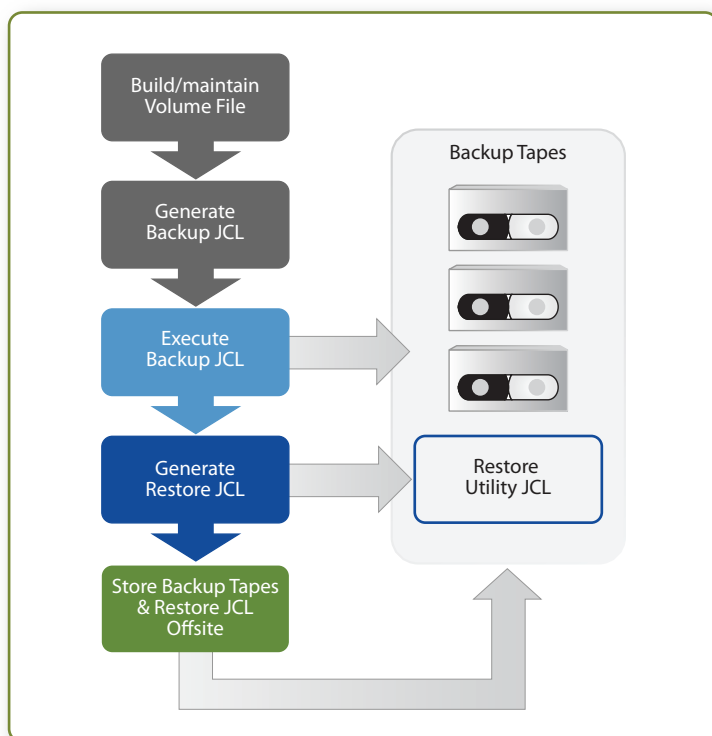 Build/maintain
Volume File
Generate
Backup JCL
Execute
Backup JCL
Generate
Restore JCL
Store Backup Tapes
& Restore JCL
Offsite
Backup Tapes
Restore
Utility JCL